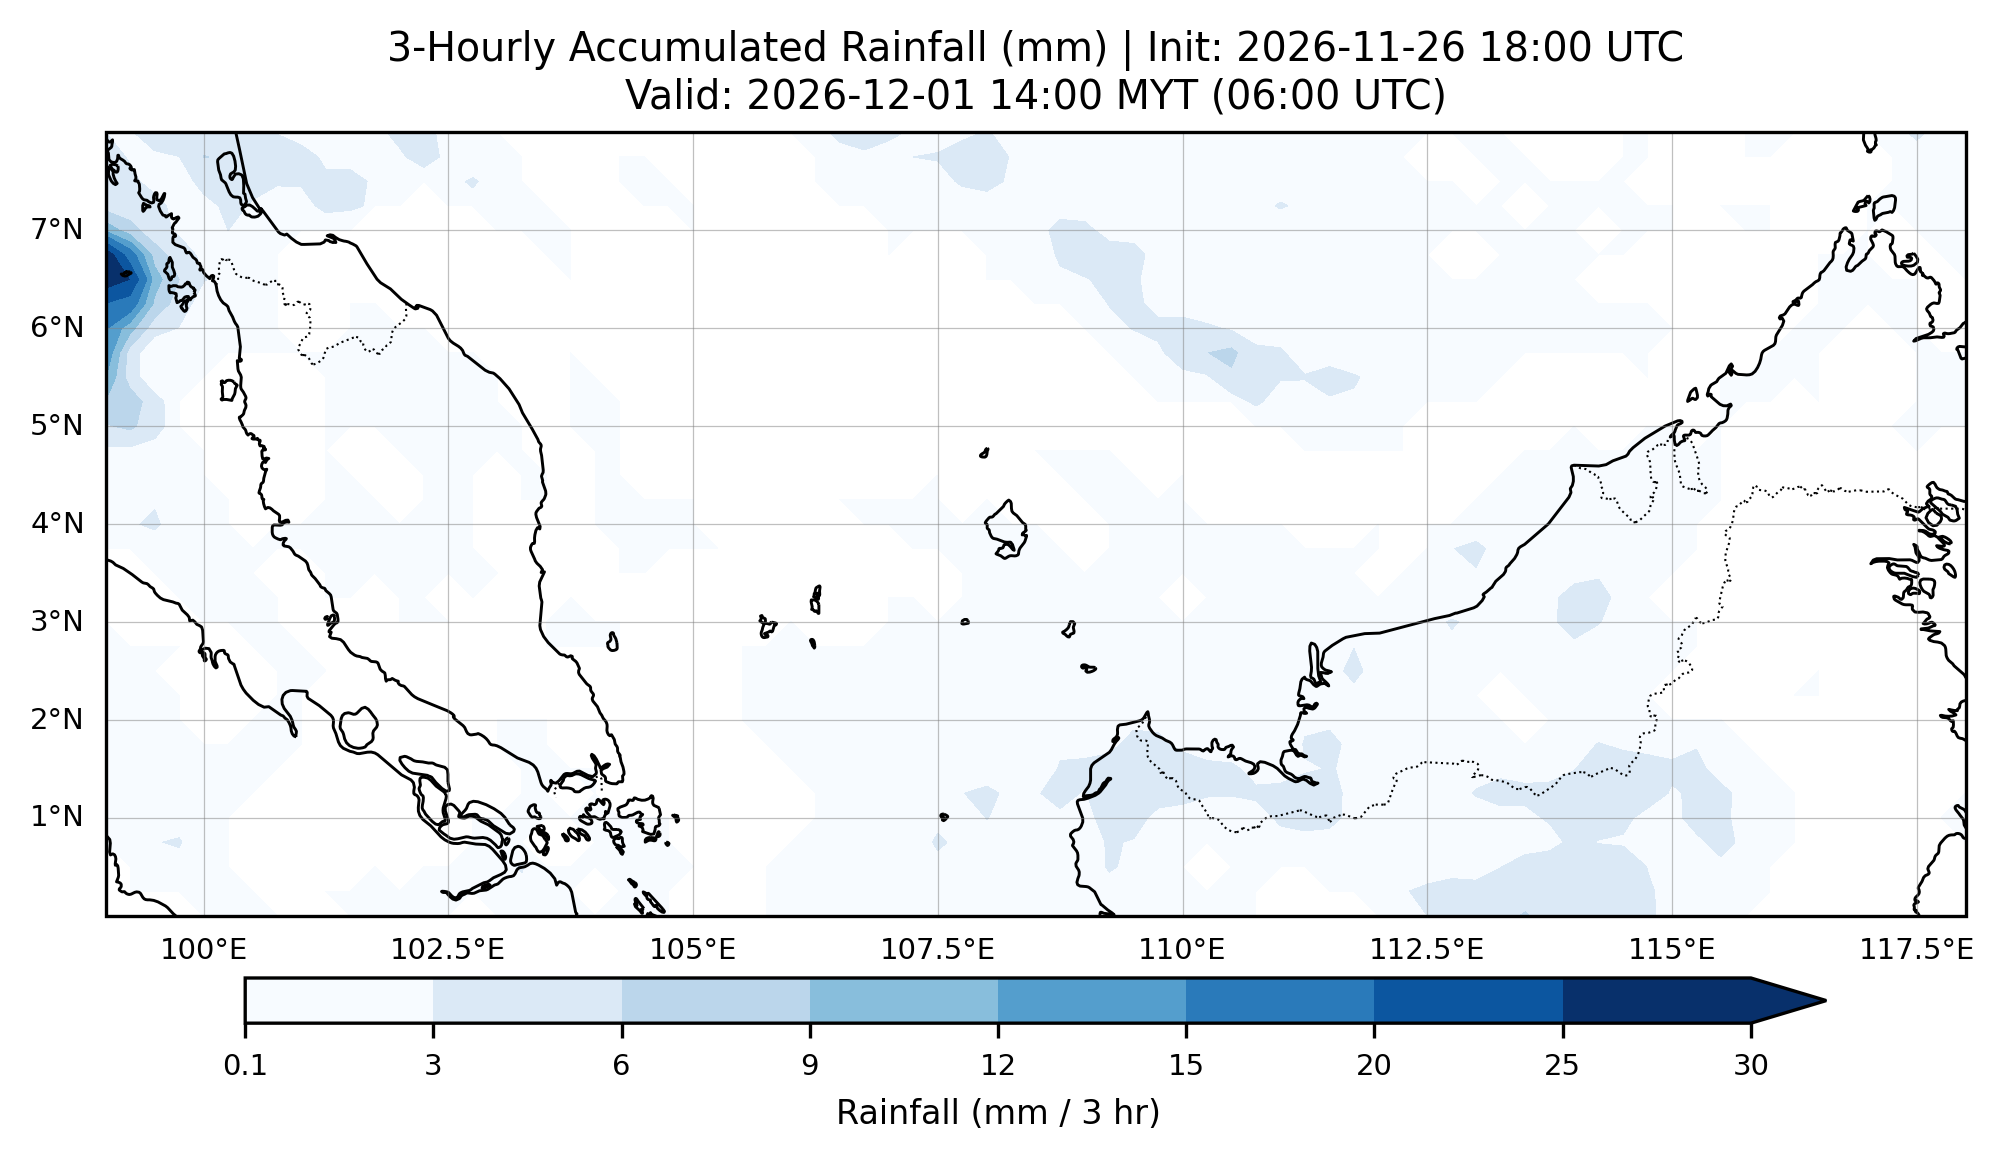 3-Hourly Accumulated Rainfall (mm) | Init: 2026-11-26 18:00 UTC
Valid: 2026-12-01 14:00 MYT (06:00 UTC)
7°N
6°N
5°N
4°N
3°N
2°N
1°N
100°E 102.5°E 105°E 107.5°E 110°E 112.5°E 115°E 117.5°E
0.1 3 6 9 12 15 20 25 30
Rainfall (mm / 3 hr)